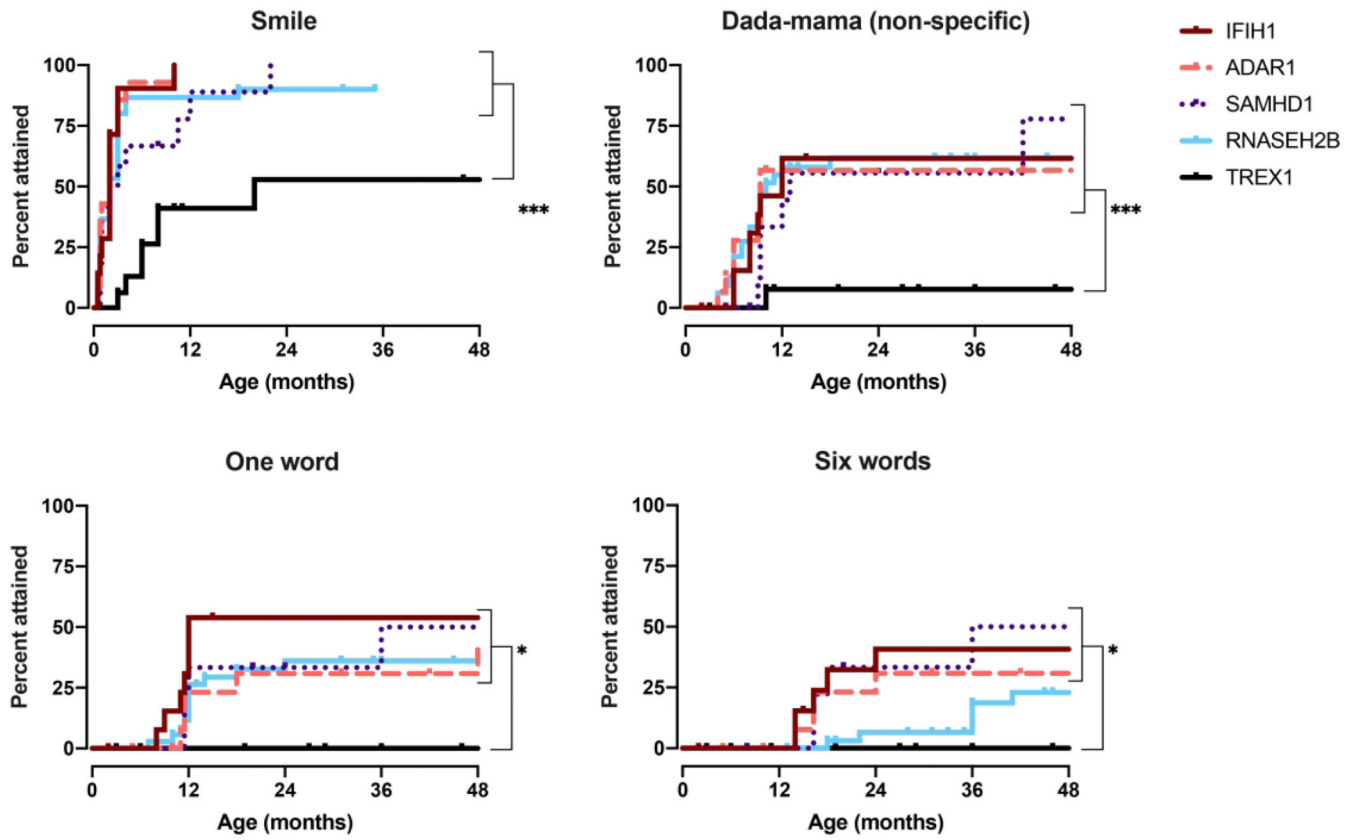 Smile
Percent attained
100
75
50
25
0
0 12 24 36 48
Age (months)
***
Dada-mama (non-specific)
Percent attained
100
75
50
25
0
0 12 24 36 48
Age (months)
***
IFIH1
ADAR1
SAMHD1
RNASEH2B
TREX1
One word
Percent attained
100
75
50
25
0
0 12 24 36 48
Age (months)
*
Six words
Percent attained
100
75
50
25
0
0 12 24 36 48
Age (months)
*